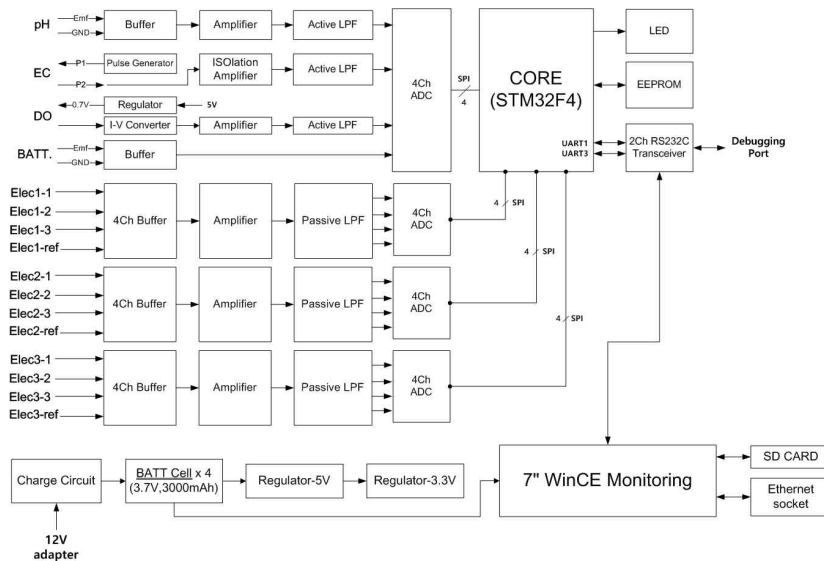 pH
Emf
GND
Buffer
Amplifier
Active LPF
EC
P1
Pulse Generator
P2
ISOlation
Amplifier
Active LPF
DO
0.7V
Regulator
5V
I-V Converter
Amplifier
Active LPF
BATT.
Emf
GND
Buffer
4Ch
ADC
SPI
4
CORE
(STM32F4)
UART1
UART3
LED
EEPROM
2Ch RS232C
Transceiver
Debugging
Port
Elec1-1
Elec1-2
Elec1-3
Elec1-ref
4Ch Buffer
Amplifier
Passive LPF
4Ch
ADC
4
SPI
Elec2-1
Elec2-2
Elec2-3
Elec2-ref
4Ch Buffer
Amplifier
Passive LPF
4Ch
ADC
4
SPI
Elec3-1
Elec3-2
Elec3-3
Elec3-ref
4Ch Buffer
Amplifier
Passive LPF
4Ch
ADC
4
SPI
Charge Circuit
12V
adapter
BATT Cell x 4
(3.7V,3000mAh)
Regulator-5V
Regulator-3.3V
7" WinCE Monitoring
SD CARD
Ethernet
socket